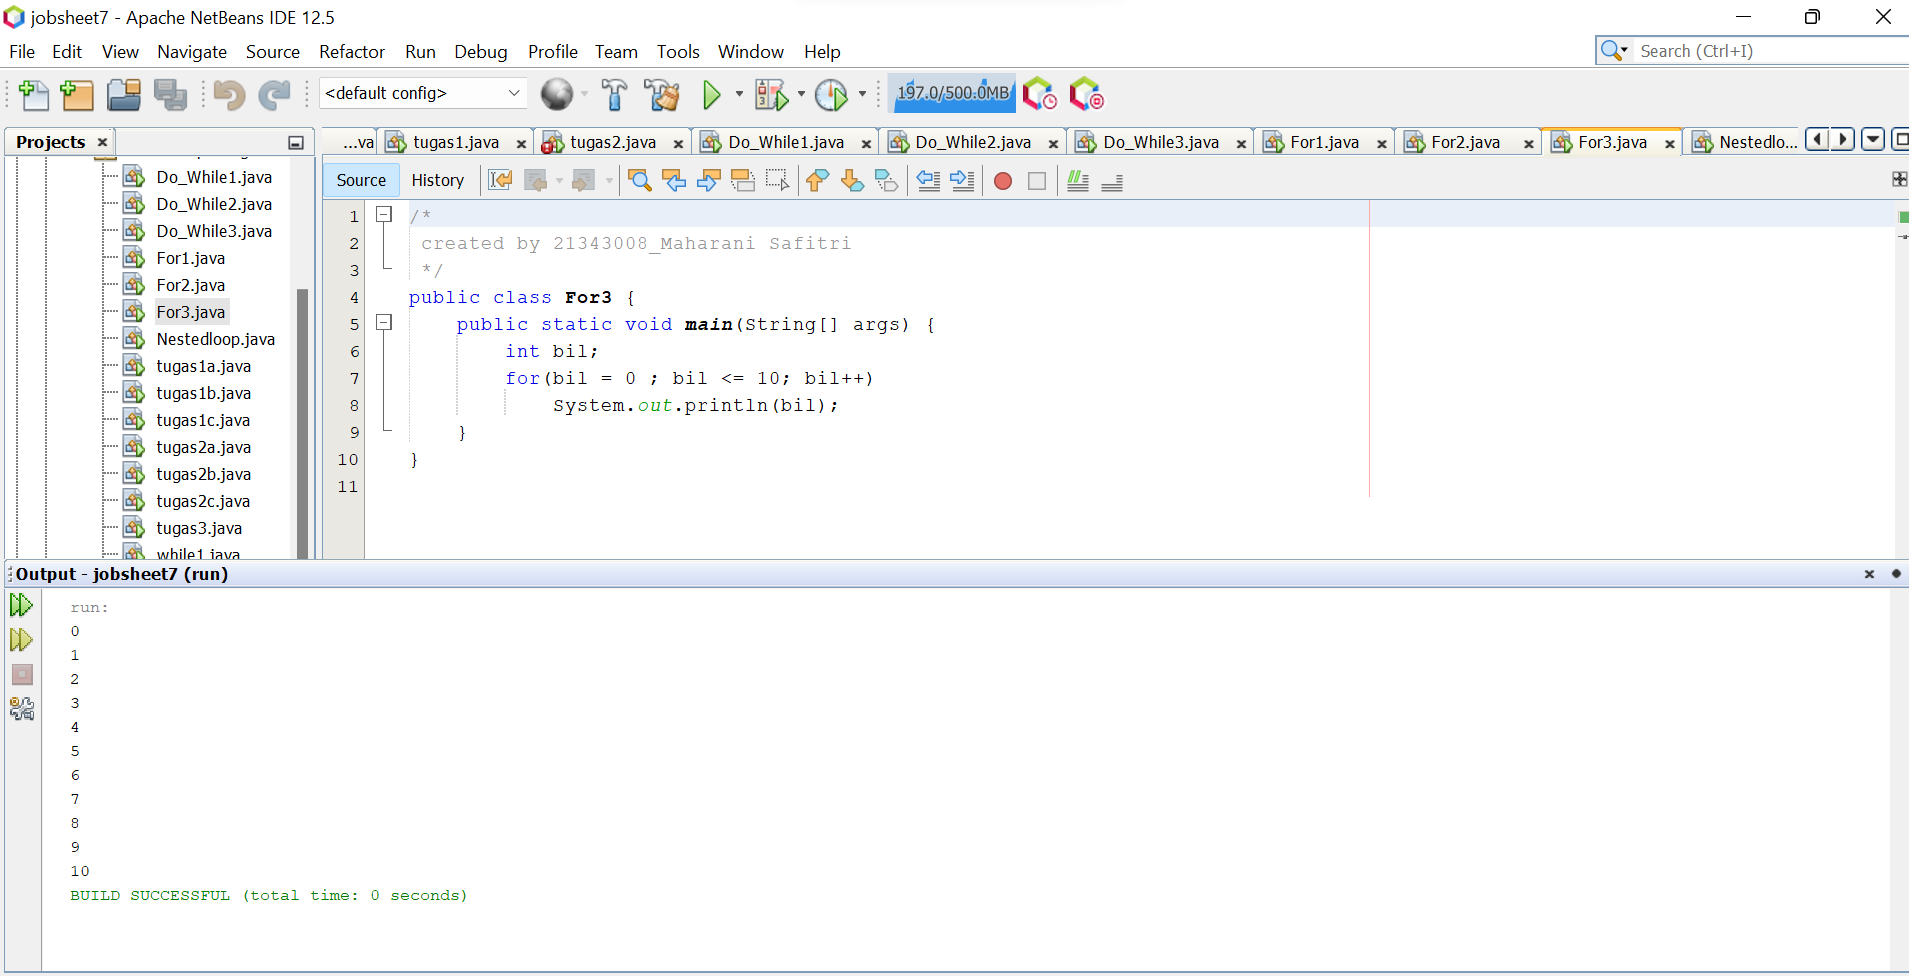 jobsheet7 - Apache NetBeans IDE 12.5
File Edit View Navigate Source Refactor Run Debug Profile Team Tools Window Help
Search (Ctrl+I)
<default config>
197.0/500.0MB
Projects
...va tugas1.java tugas2.java Do_While1.java Do_While2.java Do_While3.java For1.java For2.java For3.java Nestedlo...
Do_While1.java
Do_While2.java
Do_While3.java
For1.java
For2.java
For3.java
Nestedloop.java
tugas1a.java
tugas1b.java
tugas1c.java
tugas2a.java
tugas2b.java
tugas2c.java
tugas3.java
while1.java
Source History
1 /*
2 created by 21343008_Maharani Safitri
3 */
4 public class For3 {
5 public static void main(String[] args) {
6 int bil;
7 for(bil = 0 ; bil <= 10; bil++)
8 System.out.println(bil);
9 }
10 }
11
Output - jobsheet7 (run)
run:
0
1
2
3
4
5
6
7
8
9
10
BUILD SUCCESSFUL (total time: 0 seconds)